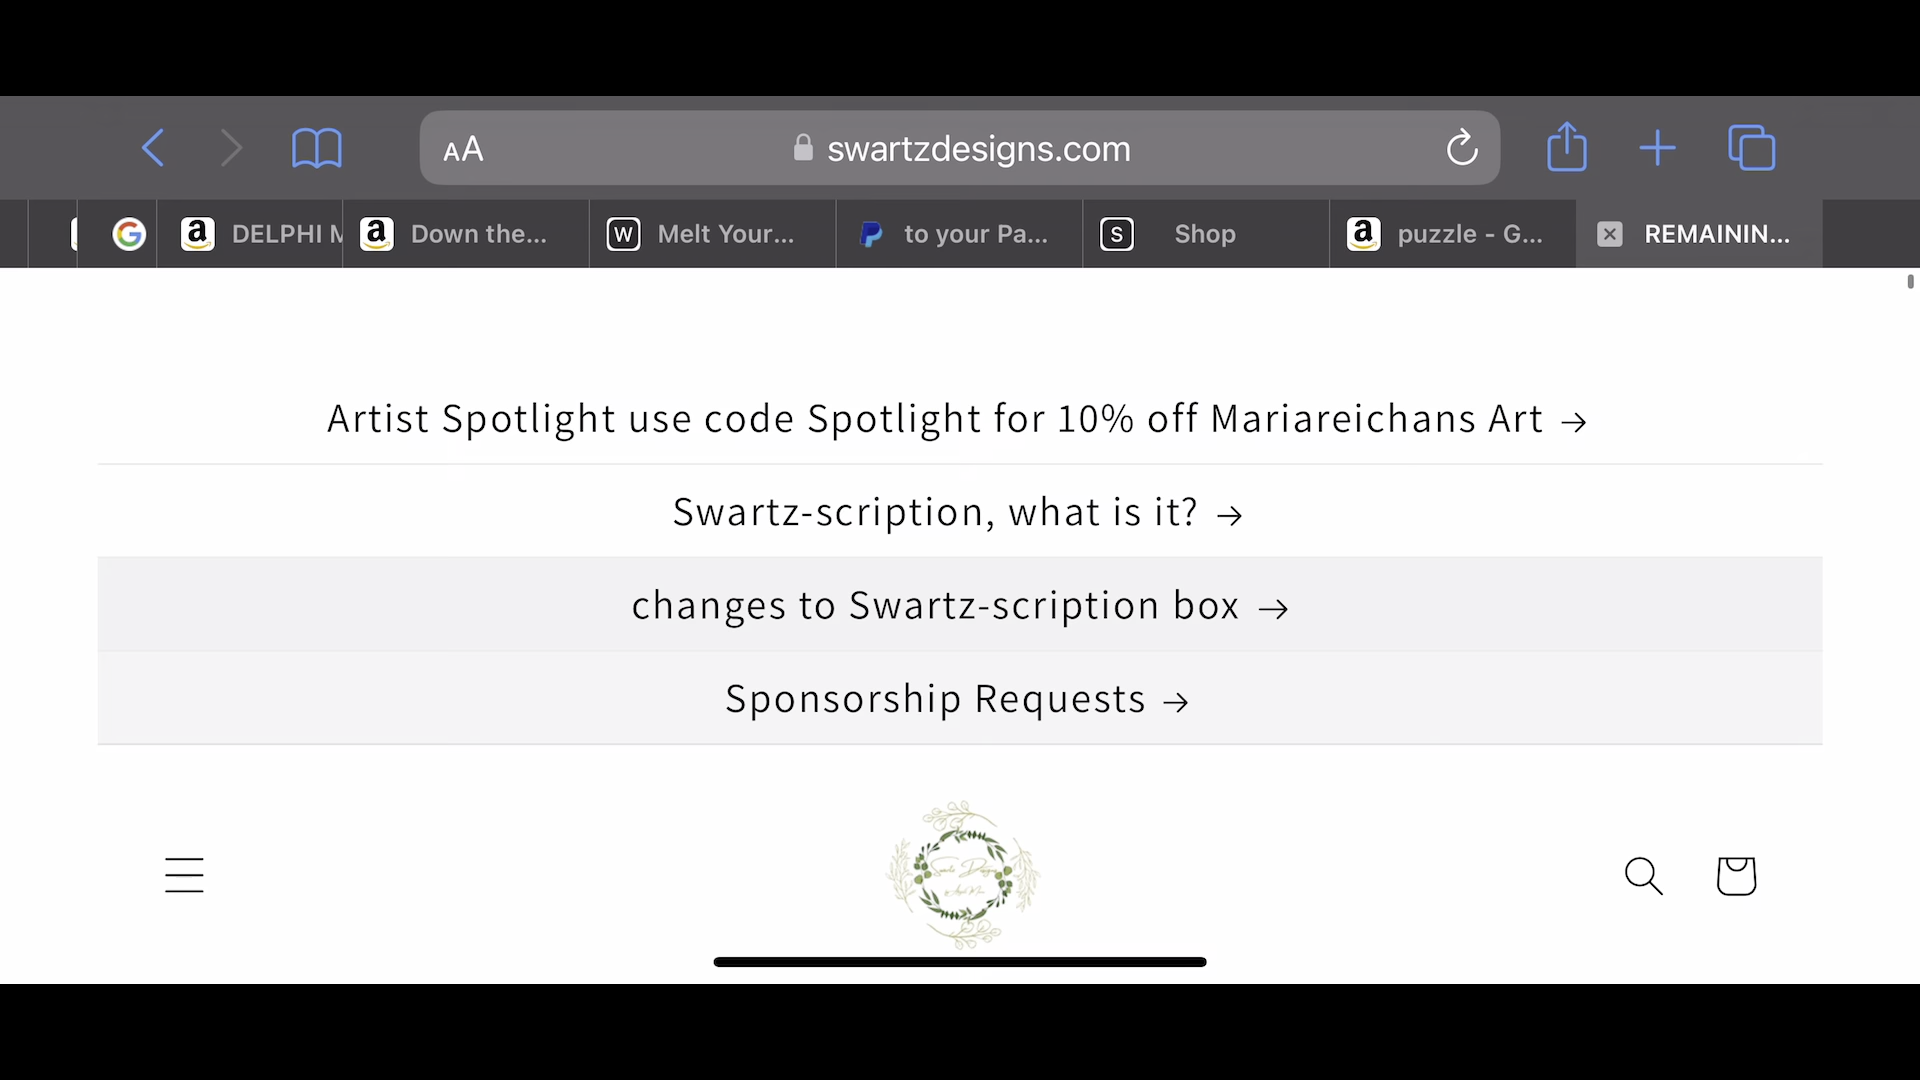 AA swartzdesigns.com
DELPHI M Down the... W Melt Your... to your Pa... S Shop puzzle - G... REMAININ...
Artist Spotlight use code Spotlight for 10% off Mariareichans Art →
Swartz-scription, what is it? →
changes to Swartz-scription box →
Sponsorship Requests →